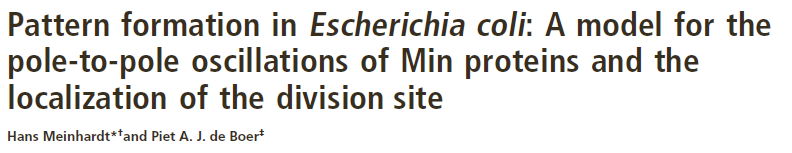 Pattern formation in Escherichia coli: A model for the
pole-to-pole oscillations of Min proteins and the
localization of the division site
Hans Meinhardt*†and Piet A. J. de Boer‡